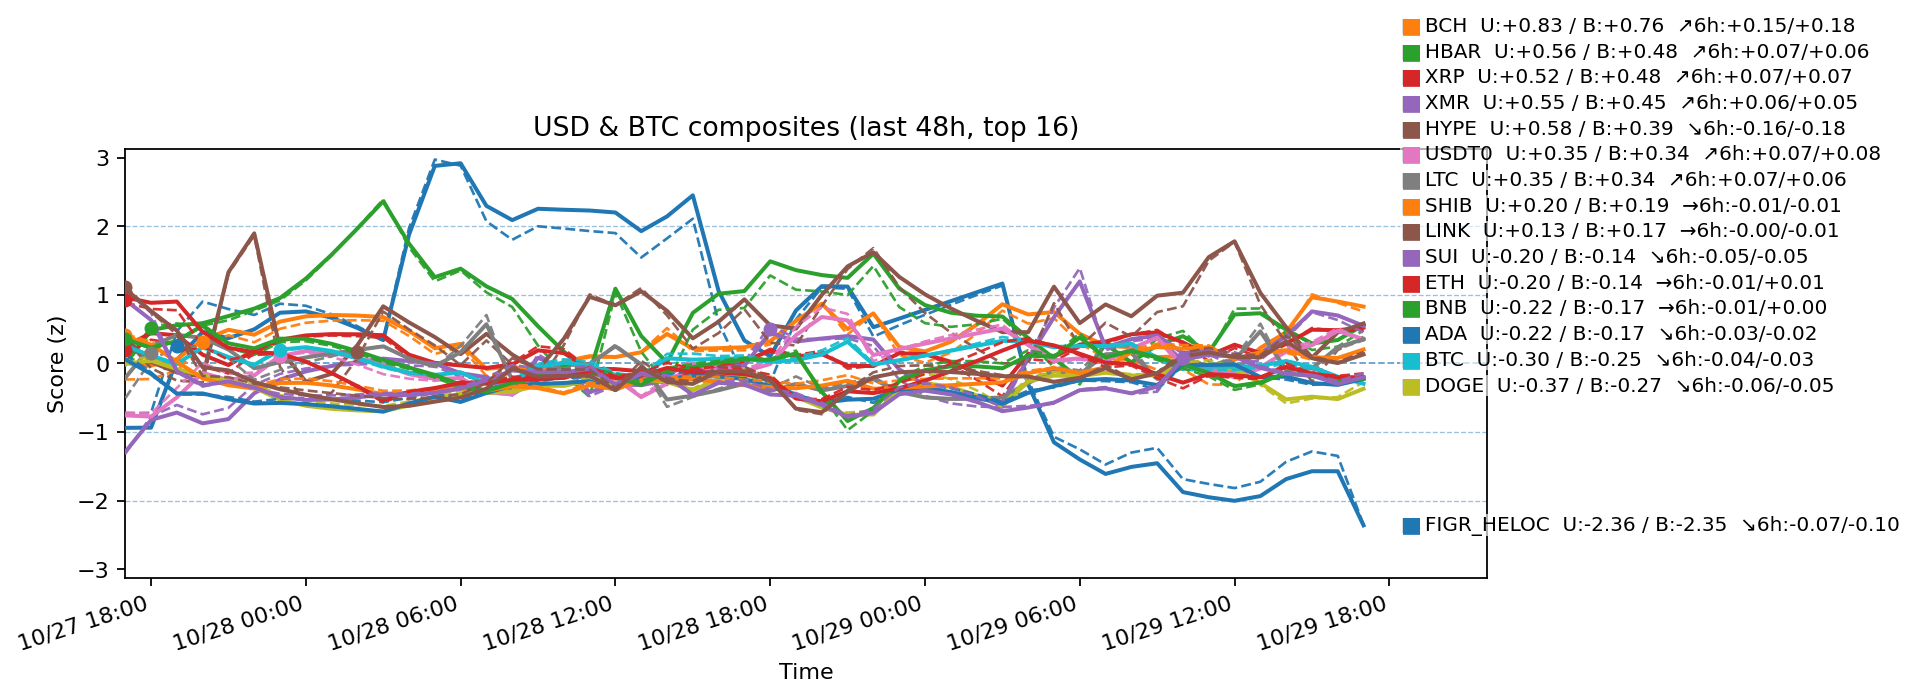 BCH U:+0.83 / B:+0.76 ↗6h:+0.15/+0.18
HBAR U:+0.56 / B:+0.48 ↗6h:+0.07/+0.06
XRP U:+0.52 / B:+0.48 ↗6h:+0.07/+0.07
XMR U:+0.55 / B:+0.45 ↗6h:+0.06/+0.05
HYPE U:+0.58 / B:+0.39 ↘6h:-0.16/-0.18
USDT0 U:+0.35 / B:+0.34 ↗6h:+0.07/+0.08
LTC U:+0.35 / B:+0.34 ↗6h:+0.07/+0.06
SHIB U:+0.20 / B:+0.19 →6h:-0.01/-0.01
LINK U:+0.13 / B:+0.17 →6h:-0.00/-0.01
SUI U:-0.20 / B:-0.14 ↘6h:-0.05/-0.05
ETH U:-0.20 / B:-0.14 →6h:-0.01/+0.01
BNB U:-0.22 / B:-0.17 →6h:-0.01/+0.00
ADA U:-0.22 / B:-0.17 ↘6h:-0.03/-0.02
BTC U:-0.30 / B:-0.25 ↘6h:-0.04/-0.03
DOGE U:-0.37 / B:-0.27 ↘6h:-0.06/-0.05
FIGR_HELOC U:-2.36 / B:-2.35 ↘6h:-0.07/-0.10
USD & BTC composites (last 48h, top 16)
Score (z)
3
2
1
0
−1
−2
−3
10/27 18:00
10/28 00:00
10/28 06:00
10/28 12:00
10/28 18:00
10/29 00:00
10/29 06:00
10/29 12:00
10/29 18:00
Time